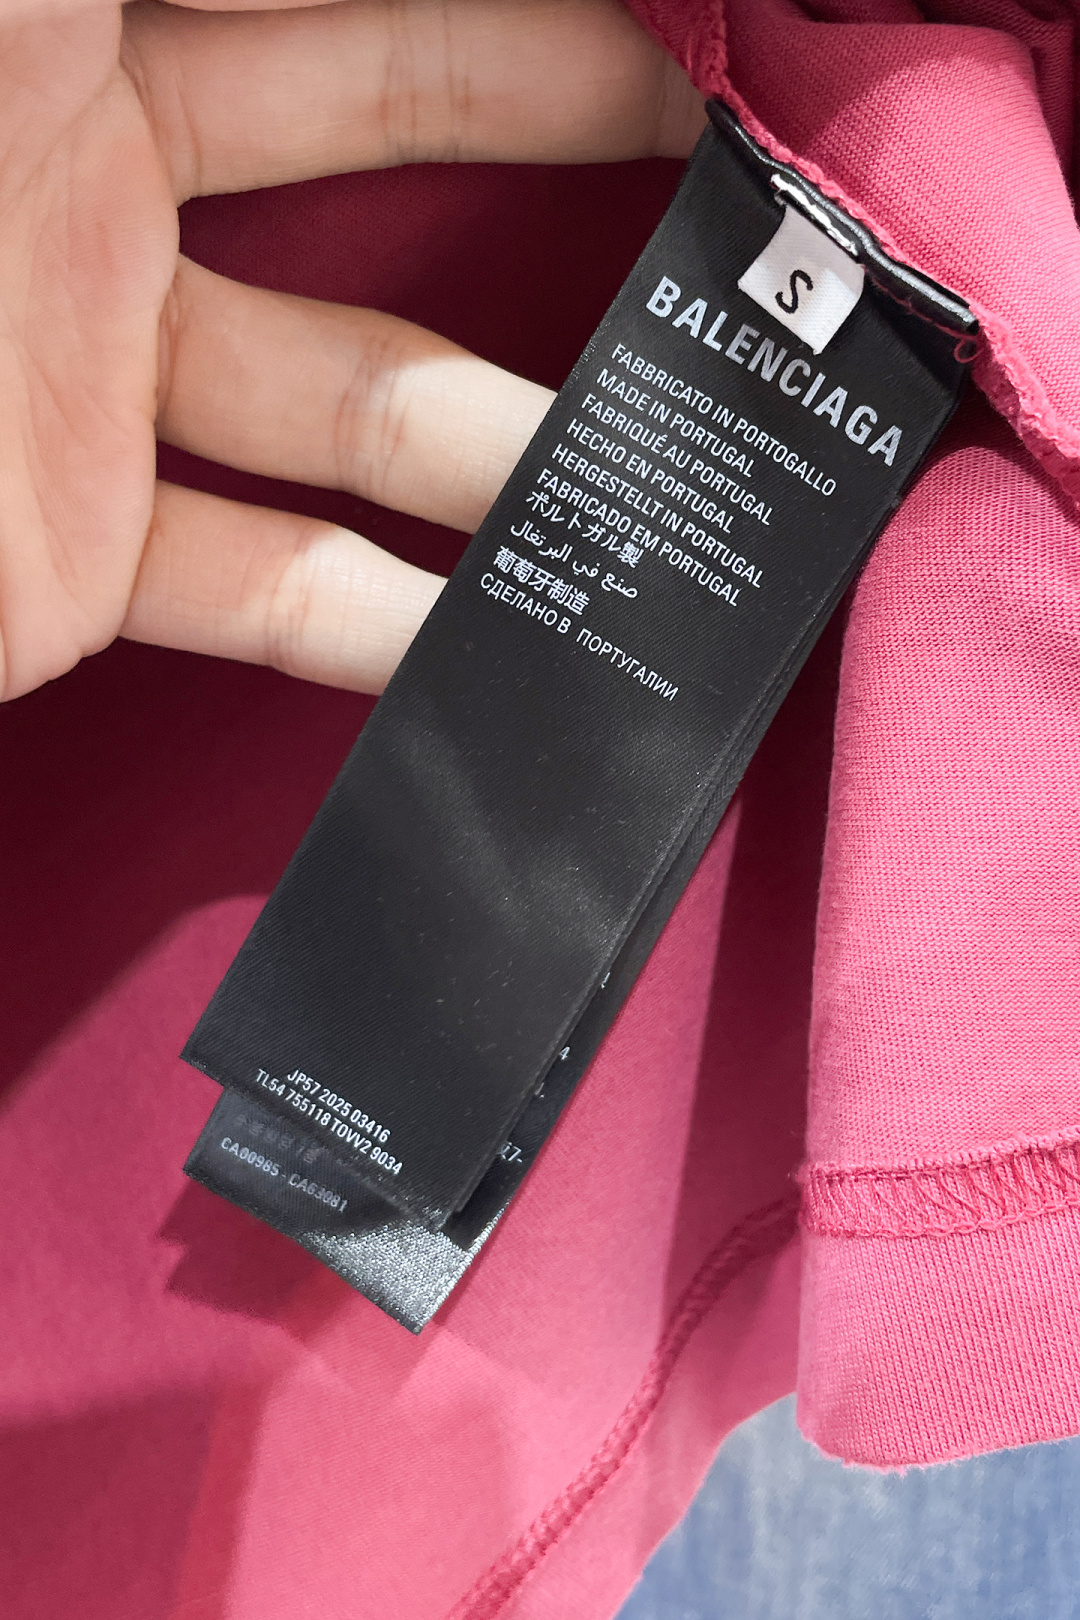 S
BALENCIAGA
FABBRICATO IN PORTOGALLO
MADE IN PORTUGAL
FABRIQUÉ AU PORTUGAL
HECHO EN PORTUGAL
HERGESTELLT IN PORTUGAL
FABRICADO EM PORTUGAL
ポルトガル製
صنع في البرتغال
葡萄牙制造
СДЕЛАНО В ПОРТУГАЛИИ
JP57 2025 03416
TL54 755118 TOVV2 9034
CA00985 - CA63081